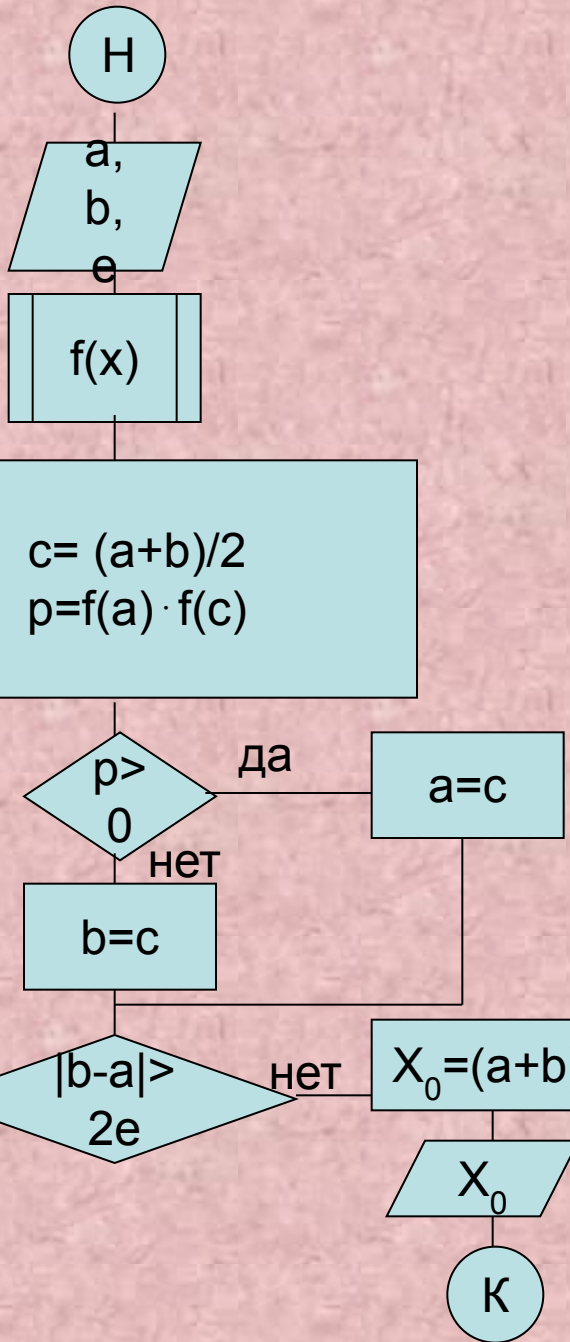 Н
a,
b,
e
f(x)
c= (a+b)/2
p=f(a)·f(c)
p>
0
да
a=c
нет
b=c
|b-a|>
2e
нет
X₀=(a+b
X₀
К